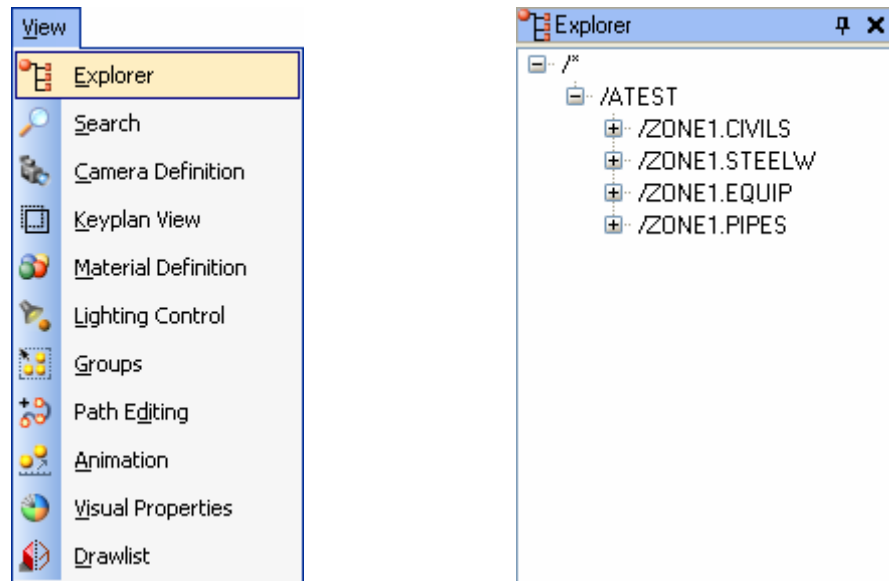 View
Explorer
Search
Camera Definition
Keyplan View
Material Definition
Lighting Control
Groups
Path Editing
Animation
Visual Properties
Drawlist
Explorer
/*
/ATEST
/ZONE1.CIVILS
/ZONE1.STEELW
/ZONE1.EQUIP
/ZONE1.PIPES